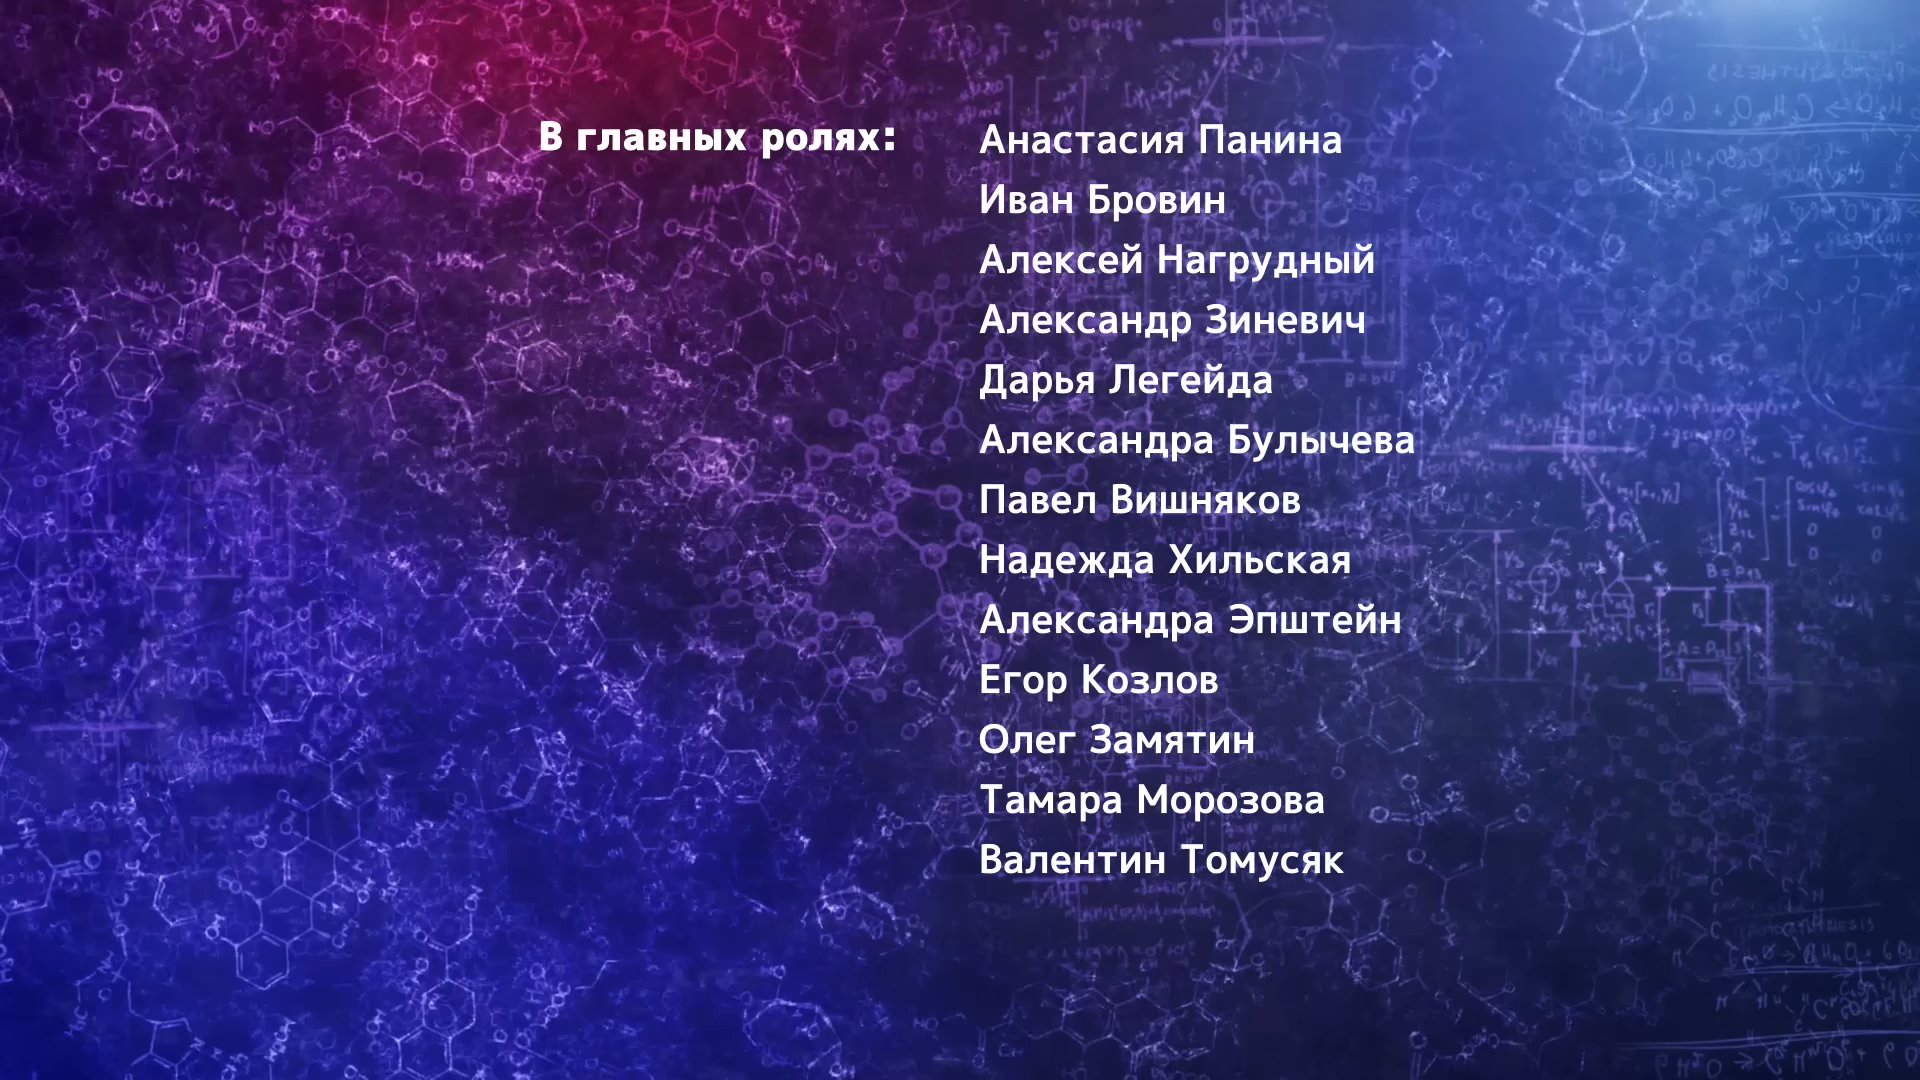 В главных ролях:
Анастасия Панина
Иван Бровин
Алексей Нагрудный
Александр Зиневич
Дарья Легейда
Александра Булычева
Павел Вишняков
Надежда Хильская
Александра Эпштейн
Егор Козлов
Олег Замятин
Тамара Морозова
Валентин Томусяк